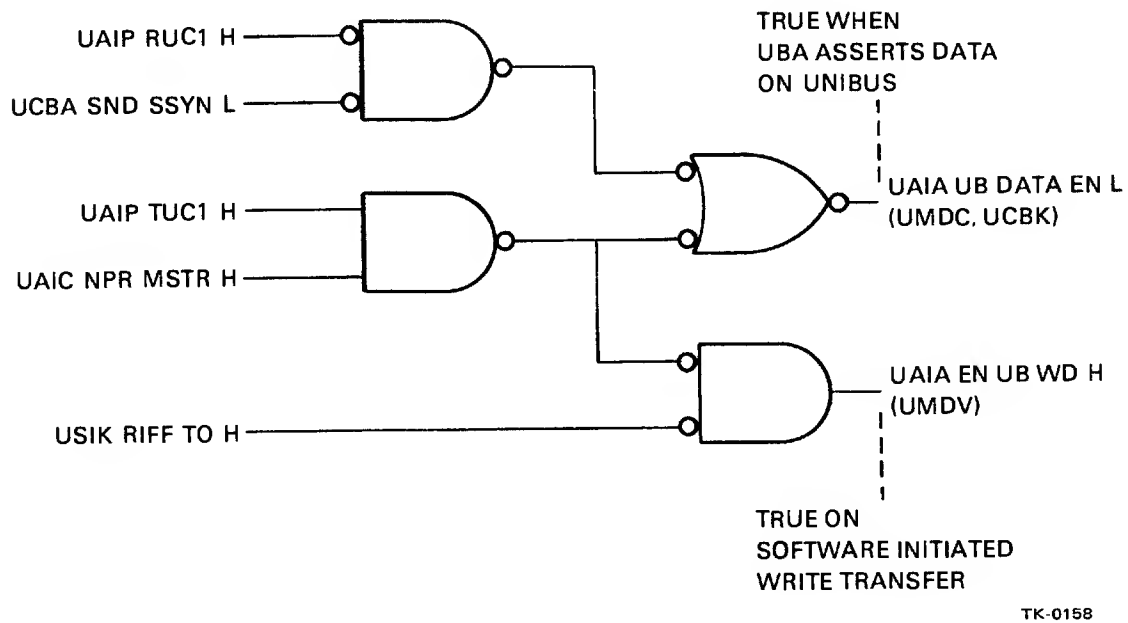 TRUE WHEN
UBA ASSERTS DATA
ON UNIBUS
UAIP RUC1 H
UCBA SND SSYN L
UAIP TUC1 H
UAIC NPR MSTR H
UAIA UB DATA EN L
(UMDC, UCBK)
UAIA EN UB WD H
(UMDV)
USIK RIFF TO H
TRUE ON
SOFTWARE INITIATED
WRITE TRANSFER
TK-0158